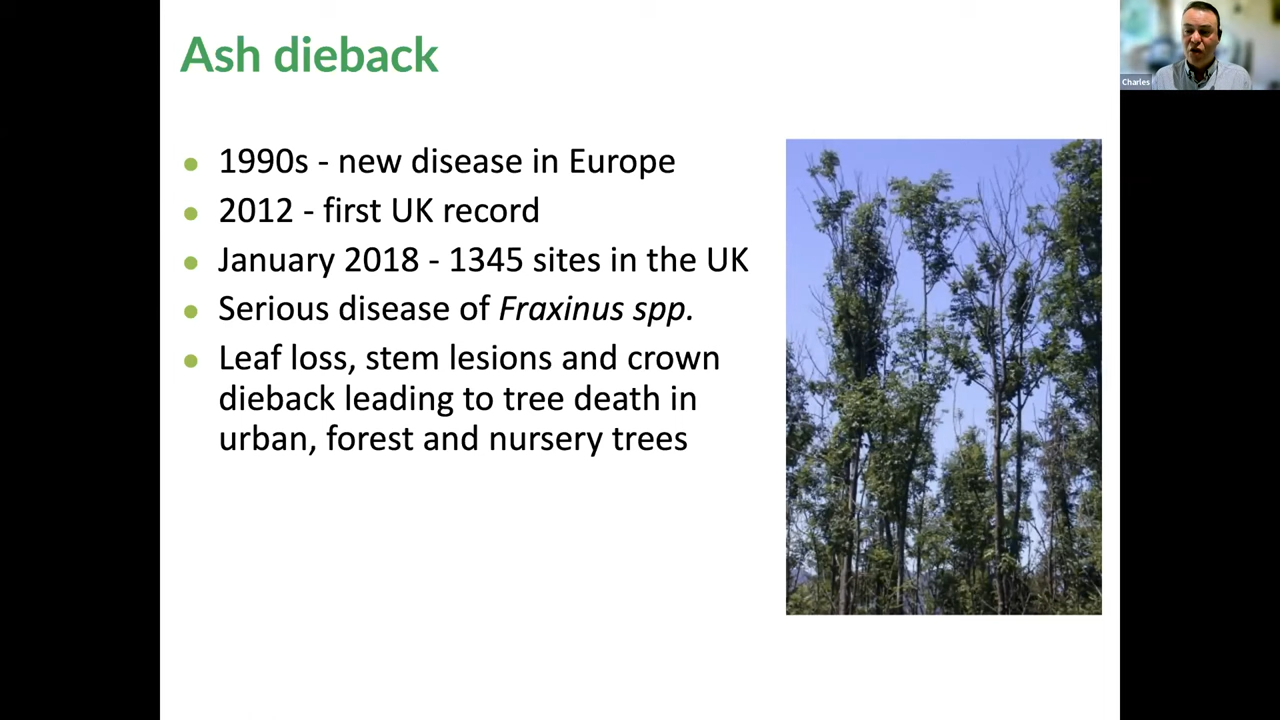 Ash dieback
Charles
● 1990s - new disease in Europe
● 2012 - first UK record
● January 2018 - 1345 sites in the UK
● Serious disease of Fraxinus spp.
● Leaf loss, stem lesions and crown
dieback leading to tree death in
urban, forest and nursery trees